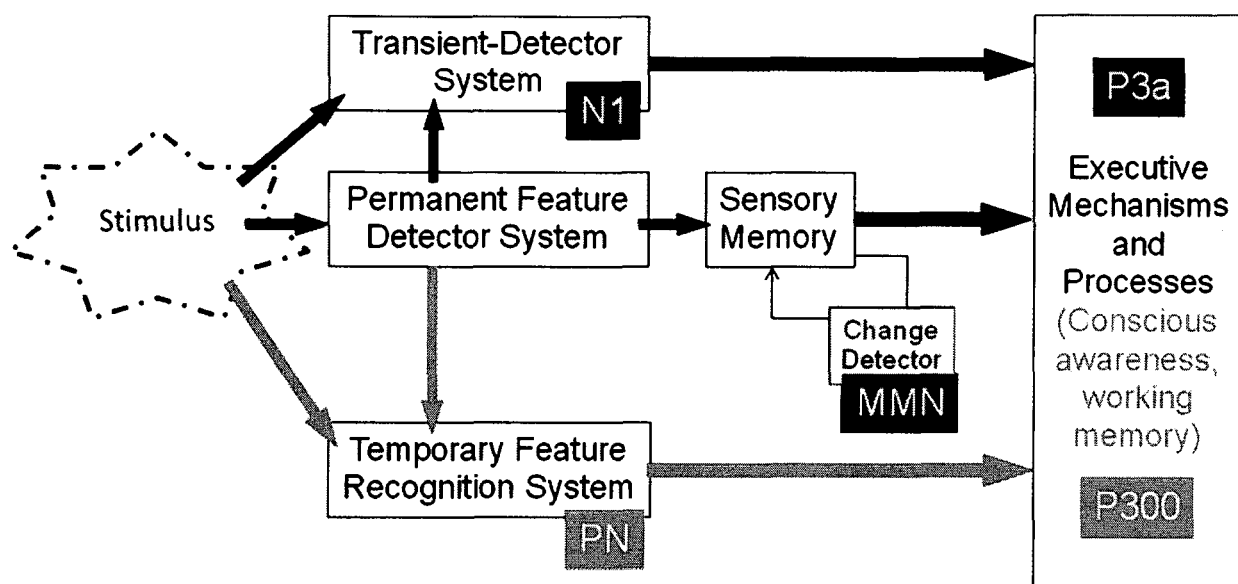 Transient-Detector
System
N1
Stimulus
Permanent Feature
Detector System
Sensory
Memory
Change
Detector
MMN
Temporary Feature
Recognition System
PN
P3a
Executive
Mechanisms
and
Processes
(Conscious
awareness,
working
memory)
P300